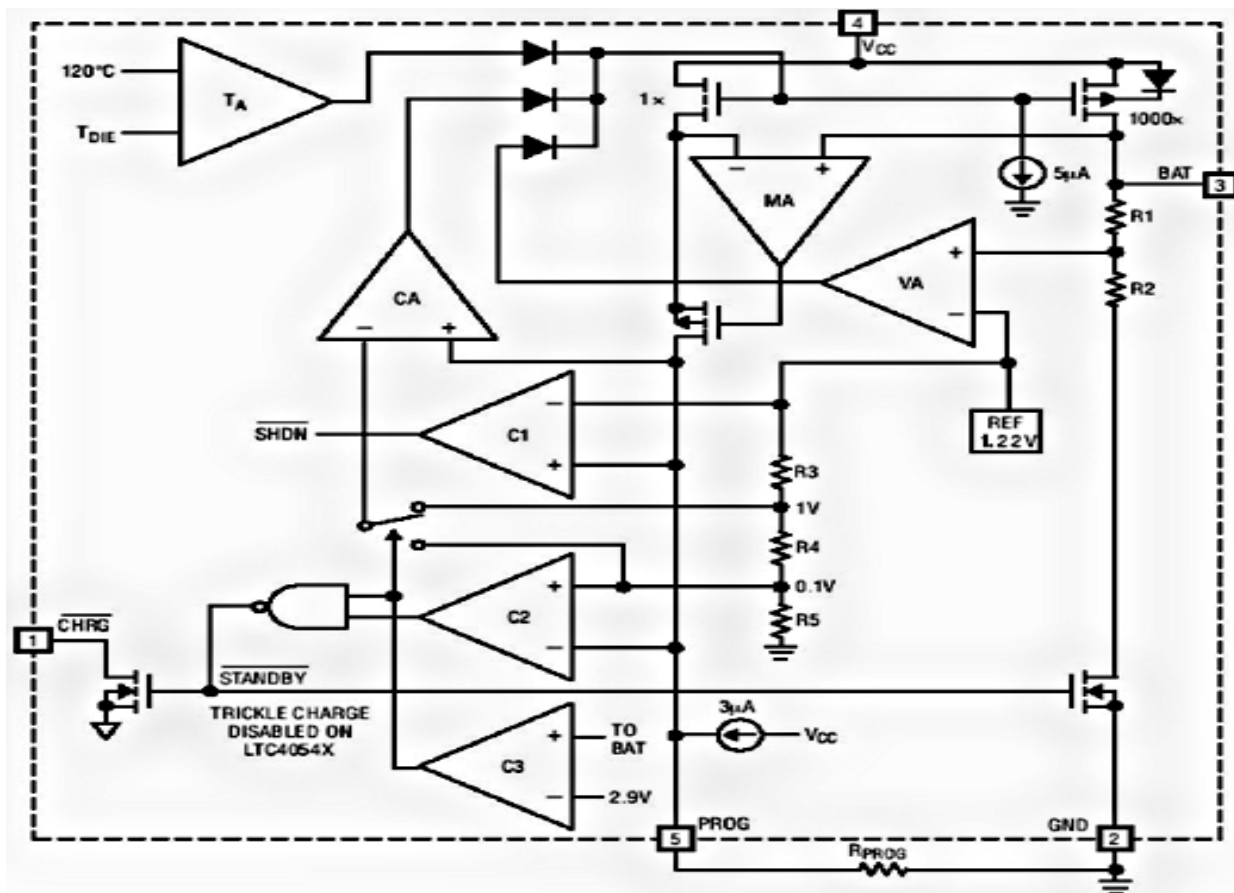 4
VCC
120°C
TA
TDIE
1×
1000×
5µA
BAT
3
MA
R1
VA
R2
CA
REF
1.22V
SHDN
C1
R3
1V
R4
0.1V
C2
R5
CHRG
1
STANDBY
TRICKLE CHARGE
DISABLED ON
LTC4054X
3µA
VCC
C3
TO
BAT
2.9V
5
PROG
GND
2
RPROG
+
−
+
−
+
−
+
−
+
−
+
−